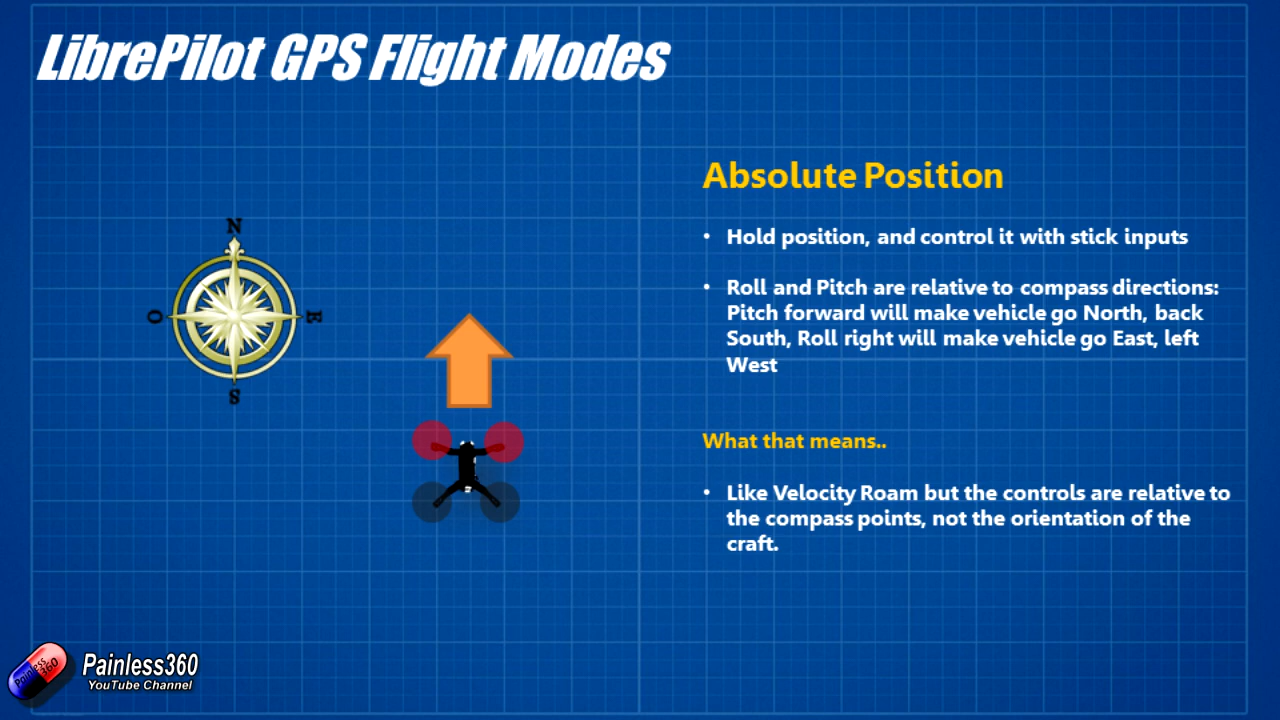 LibrePilot GPS Flight Modes
Absolute Position
• Hold position, and control it with stick inputs
• Roll and Pitch are relative to compass directions:
Pitch forward will make vehicle go North, back
South, Roll right will make vehicle go East, left
West
N
O
E
S
What that means..
• Like Velocity Roam but the controls are relative to
the compass points, not the orientation of the
craft.
Painless
360
Painless360
YouTube Channel